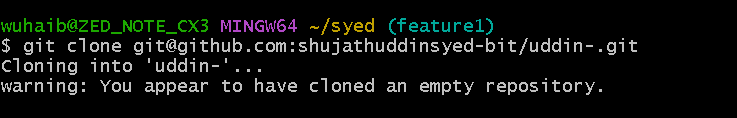 wuhaib@ZED_NOTE_CX3 MINGW64 ~/syed (feature1)
$ git clone git@github.com:shujathuddinsyed-bit/uddin-.git
Cloning into 'uddin-'...
warning: You appear to have cloned an empty repository.